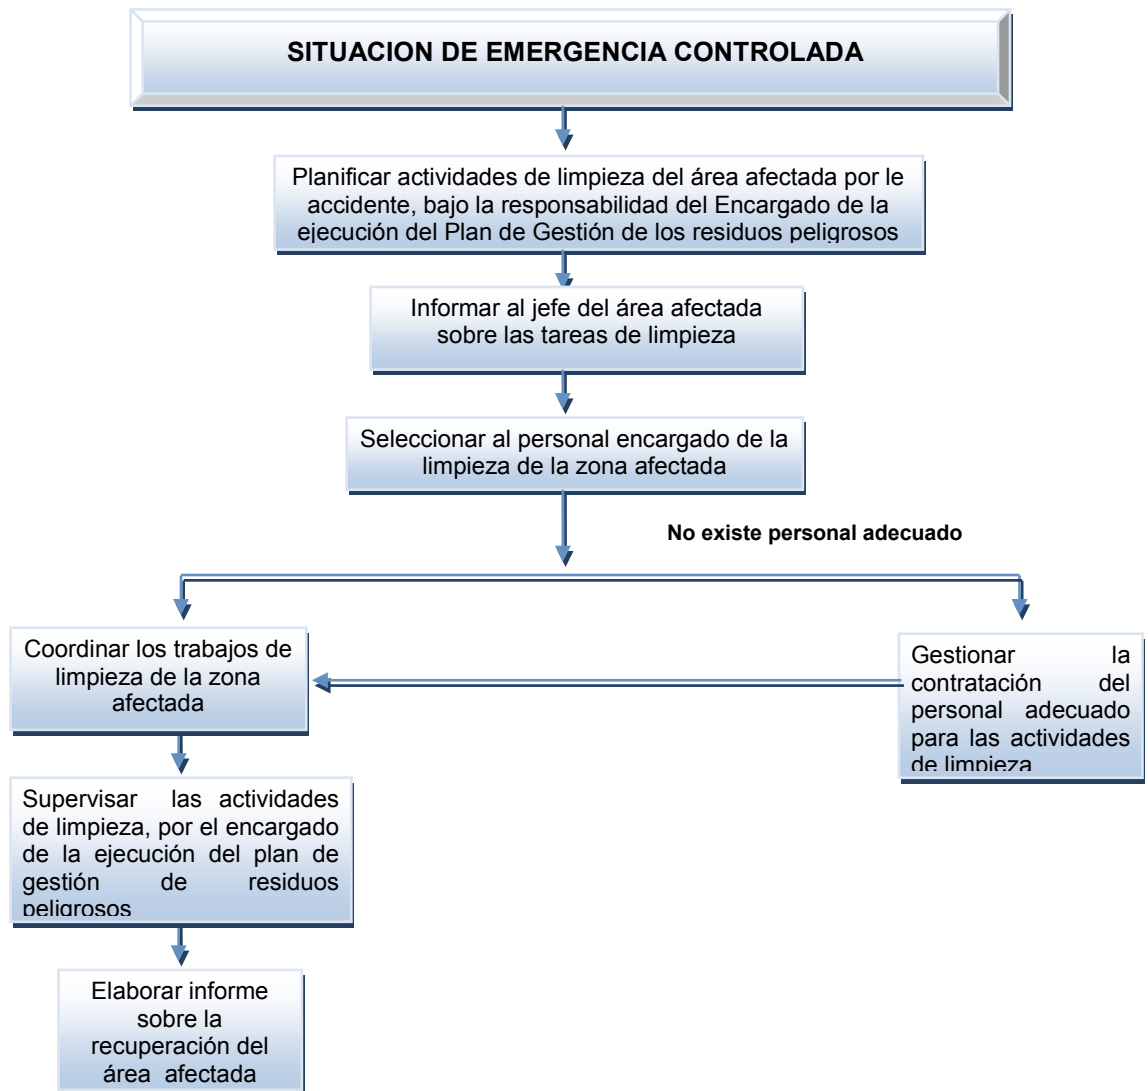 SITUACION DE EMERGENCIA CONTROLADA
Planificar actividades de limpieza del área afectada por le
accidente, bajo la responsabilidad del Encargado de la
ejecución del Plan de Gestión de los residuos peligrosos
Informar al jefe del área afectada
sobre las tareas de limpieza
Seleccionar al personal encargado de la
limpieza de la zona afectada
No existe personal adecuado
Coordinar los trabajos de
limpieza de la zona
afectada
Gestionar la
contratación del
personal adecuado
para las actividades
de limpieza
Supervisar las actividades
de limpieza, por el encargado
de la ejecución del plan de
gestión de residuos
peligrosos
Elaborar informe
sobre la
recuperación del
área afectada